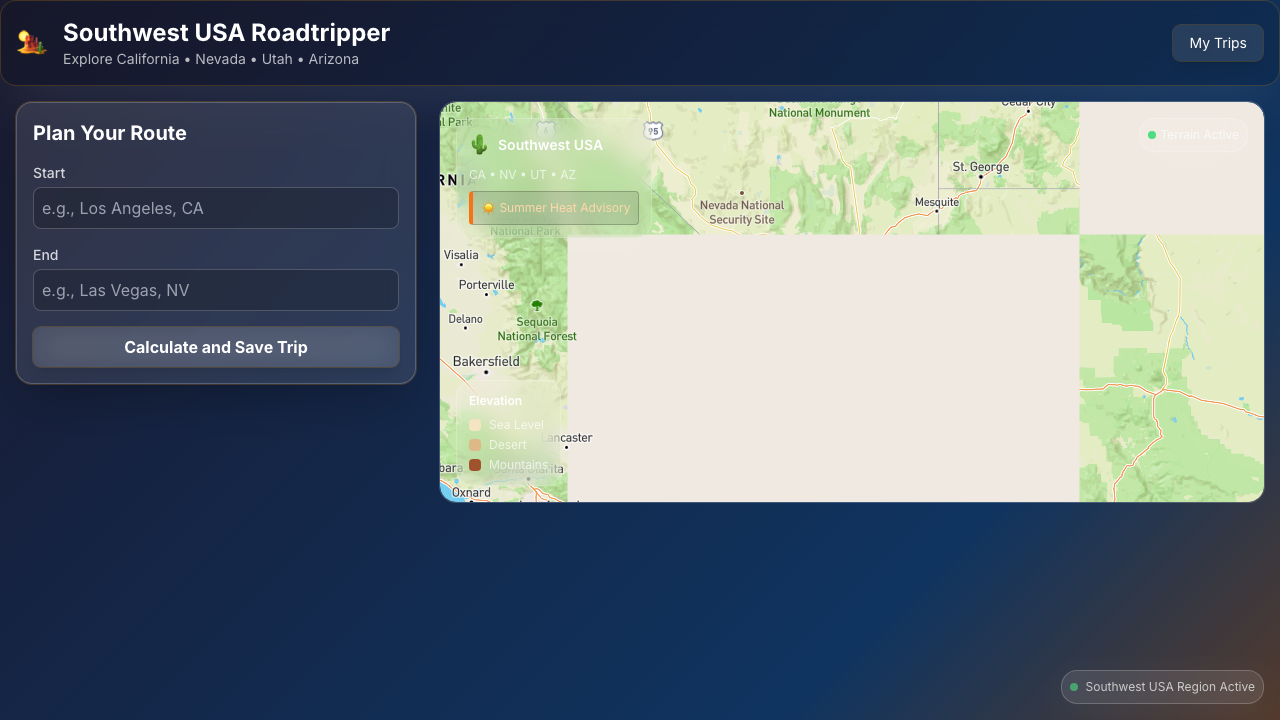 Southwest USA Roadtripper
Explore California • Nevada • Utah • Arizona
My Trips
Plan Your Route
Start
e.g., Los Angeles, CA
End
e.g., Las Vegas, NV
Calculate and Save Trip
Southwest USA
CA • NV • UT • AZ
Summer Heat Advisory
National Park
95
National Monument
Cedar City
St. George
Mesquite
Nevada National
Security Site
Terrain Active
Visalia
Porterville
Delano
Sequoia
National Forest
Bakersfield
Elevation
Sea Level
Desert
Mountains
Oxnard
Southwest USA Region Active